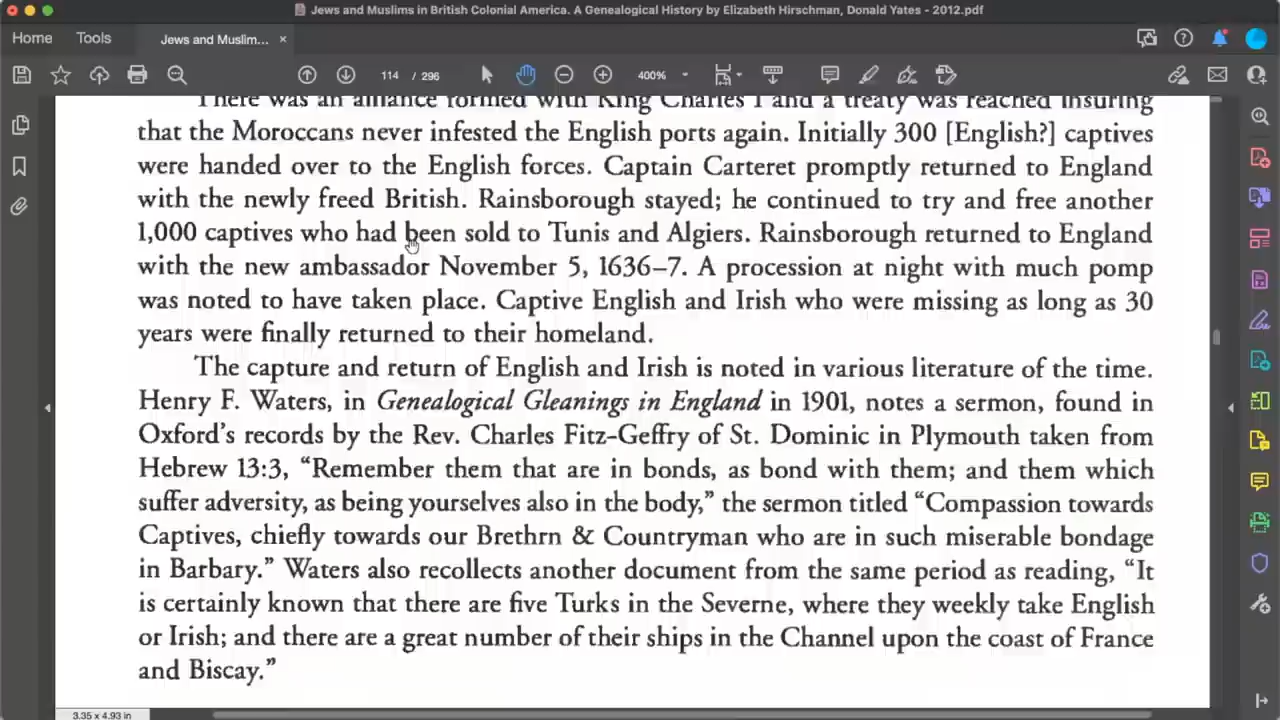 Jews and Muslims in British Colonial America. A Genealogical History by Elizabeth Hirschman, Donald Yates - 2012.pdf
Home Tools Jews and Muslim... ×
114 / 296 400%
There was an alliance formed with King Charles I and a treaty was reached insuring
that the Moroccans never infested the English ports again. Initially 300 [English?] captives
were handed over to the English forces. Captain Carteret promptly returned to England
with the newly freed British. Rainsborough stayed; he continued to try and free another
1,000 captives who had been sold to Tunis and Algiers. Rainsborough returned to England
with the new ambassador November 5, 1636–7. A procession at night with much pomp
was noted to have taken place. Captive English and Irish who were missing as long as 30
years were finally returned to their homeland.
The capture and return of English and Irish is noted in various literature of the time.
Henry F. Waters, in Genealogical Gleanings in England in 1901, notes a sermon, found in
Oxford's records by the Rev. Charles Fitz-Geffry of St. Dominic in Plymouth taken from
Hebrew 13:3, “Remember them that are in bonds, as bond with them; and them which
suffer adversity, as being yourselves also in the body,” the sermon titled “Compassion towards
Captives, chiefly towards our Brethrn & Countryman who are in such miserable bondage
in Barbary.” Waters also recollects another document from the same period as reading, “It
is certainly known that there are five Turks in the Severne, where they weekly take English
or Irish; and there are a great number of their ships in the Channel upon the coast of France
and Biscay.”
3.35 x 4.93 in